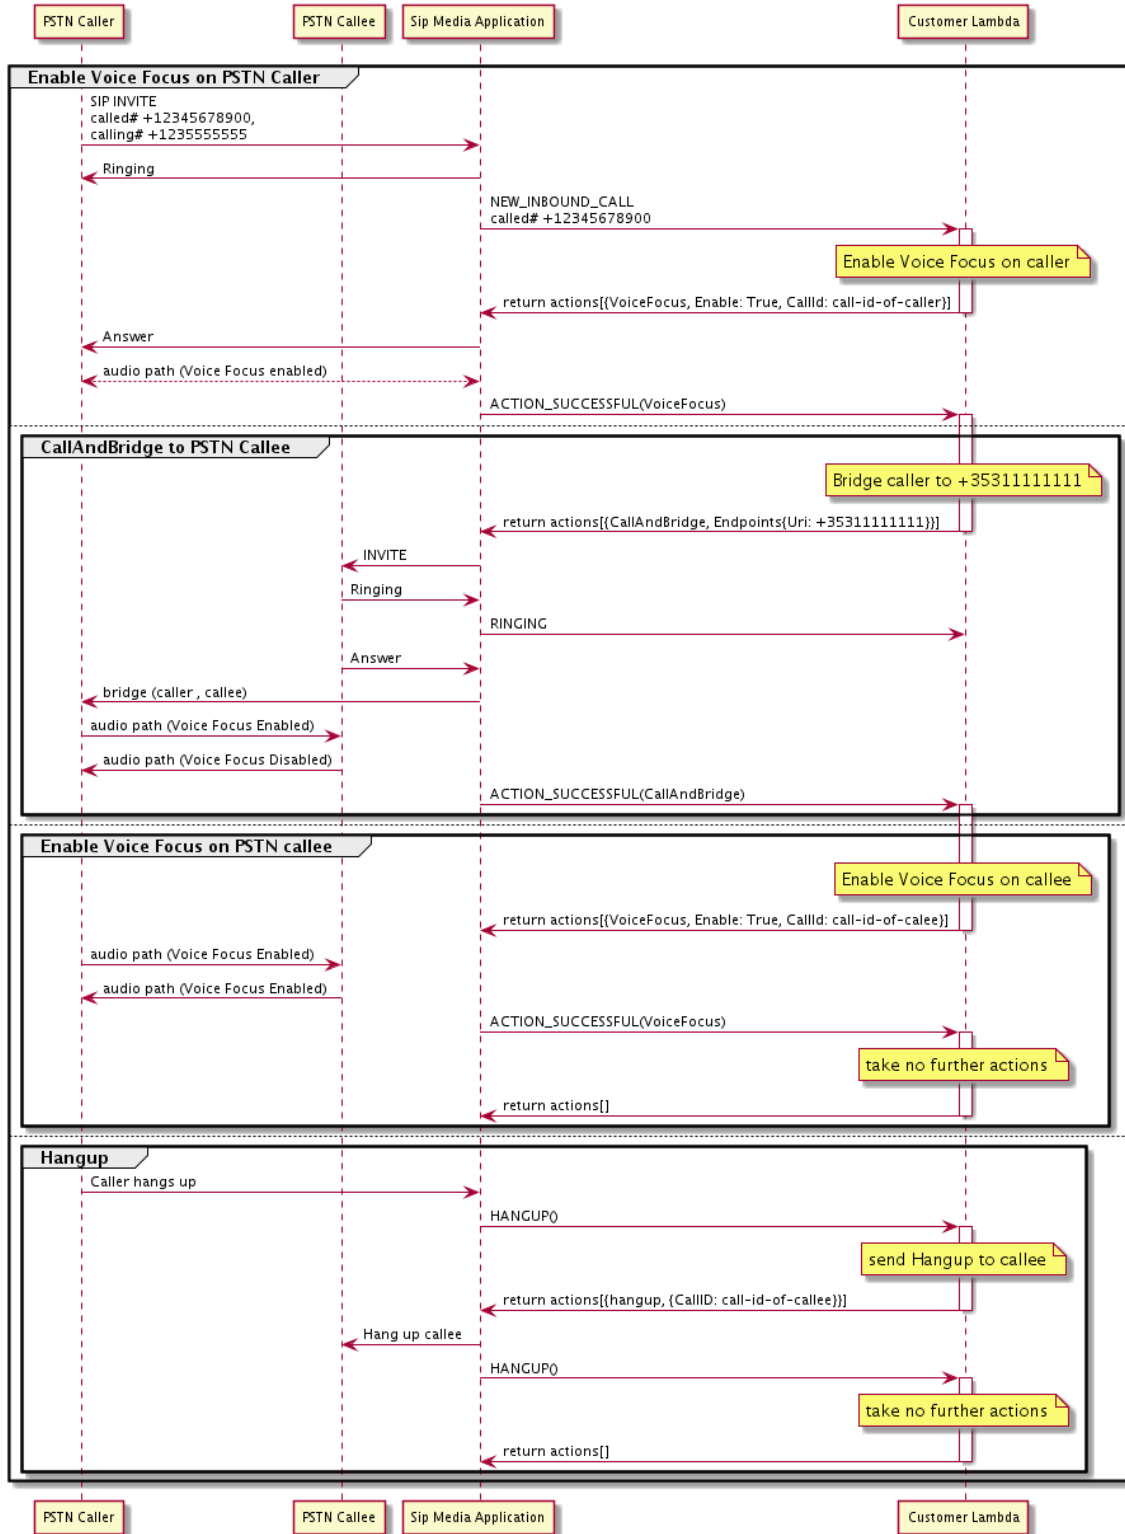 PSTN Caller
PSTN Callee
Sip Media Application
Customer Lambda
Enable Voice Focus on PSTN Caller
SIP INVITE
called# +12345678900,
calling# +1235555555
Ringing
NEW_INBOUND_CALL
called# +12345678900
Enable Voice Focus on caller
return actions[{VoiceFocus, Enable: True, CallId: call-id-of-caller}]
Answer
audio path (Voice Focus enabled)
ACTION_SUCCESSFUL(VoiceFocus)
CallAndBridge to PSTN Callee
Bridge caller to +35311111111
return actions[{CallAndBridge, Endpoints{Uri: +35311111111}}]
INVITE
Ringing
RINGING
Answer
bridge (caller , callee)
audio path (Voice Focus Enabled)
audio path (Voice Focus Disabled)
ACTION_SUCCESSFUL(CallAndBridge)
Enable Voice Focus on PSTN callee
Enable Voice Focus on callee
return actions[{VoiceFocus, Enable: True, CallId: call-id-of-calee}]
audio path (Voice Focus Enabled)
audio path (Voice Focus Enabled)
ACTION_SUCCESSFUL(VoiceFocus)
take no further actions
return actions[]
Hangup
Caller hangs up
HANGUP()
send Hangup to callee
return actions[{hangup, {CallID: call-id-of-callee}}]
Hang up callee
HANGUP()
take no further actions
return actions[]
PSTN Caller
PSTN Callee
Sip Media Application
Customer Lambda